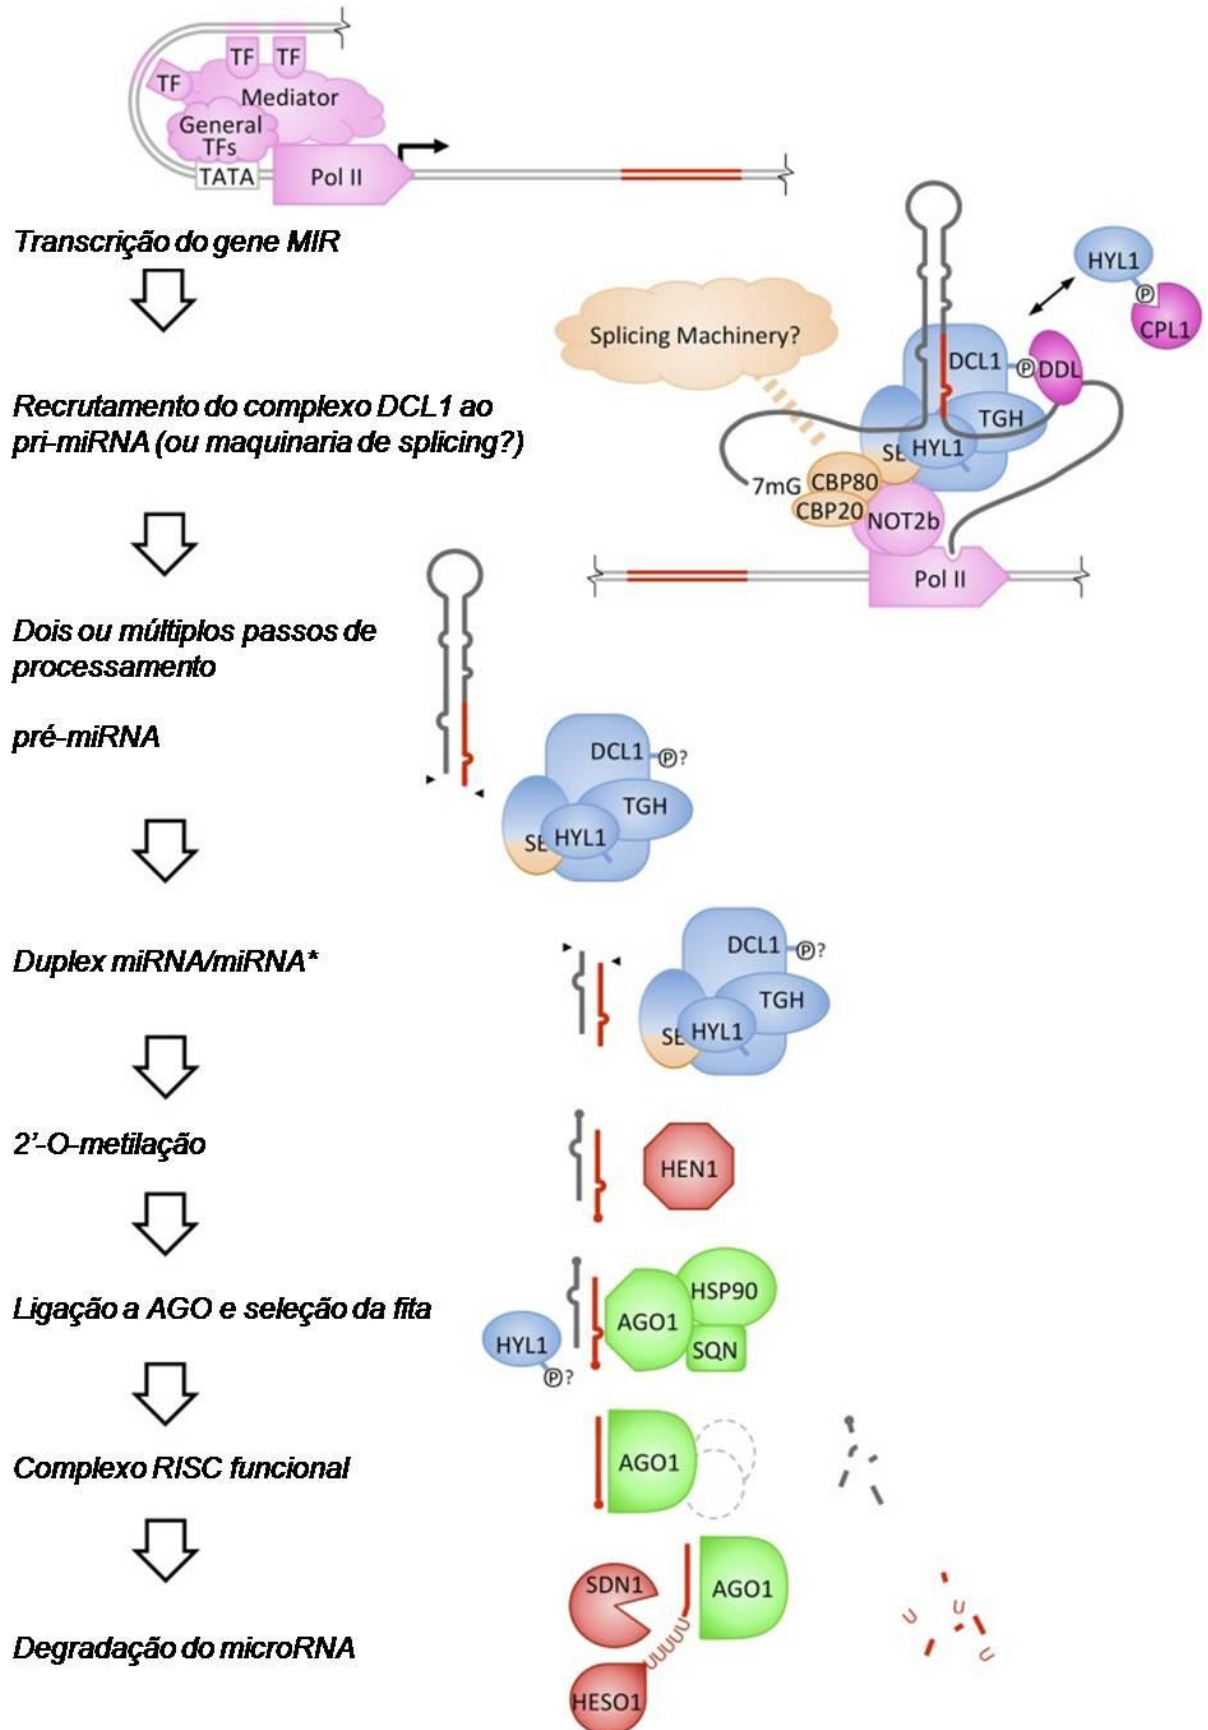 TF TF
TF
Mediator
General
TFs
TATA
Pol II
Transcrição do gene MIR
HYL1
P
CPL1
Splicing Machinery?
DCL1
P
DDL
TGH
SE
HYL1
7mG
CBP80
CBP20
NOT2b
Pol II
Recrutamento do complexo DCL1 ao
pri-miRNA (ou maquinaria de splicing?)
Dois ou múltiplos passos de
processamento
pré-miRNA
DCL1
P?
TGH
SE
HYL1
Duplex miRNA/miRNA*
DCL1
P?
TGH
SE
HYL1
2’-O-metilação
HEN1
Ligação a AGO e seleção da fita
HSP90
AGO1
SQN
HYL1
P?
Complexo RISC funcional
AGO1
Degradação do microRNA
SDN1
AGO1
UUUUU
HESO1
U
U
U